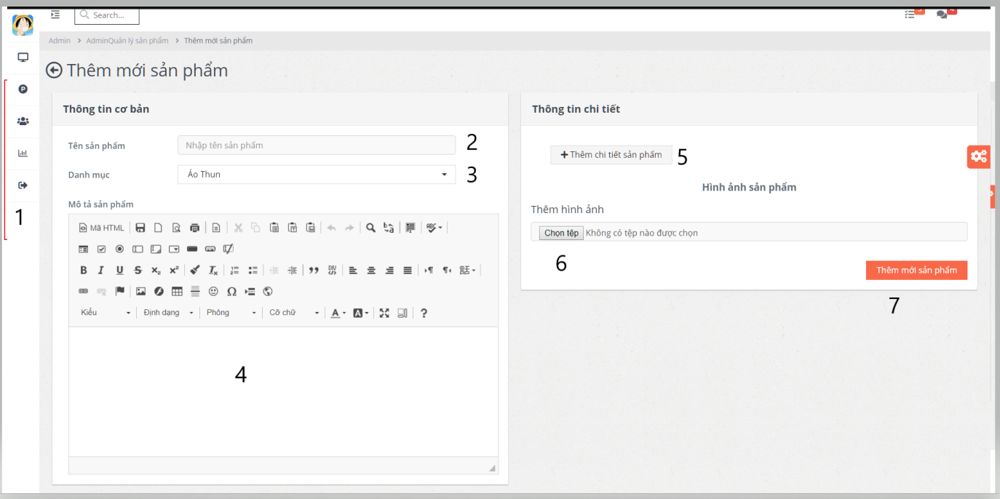 Search...
Admin > AdminQuản lý sản phẩm > Thêm mới sản phẩm
Thêm mới sản phẩm
Thông tin cơ bản
Tên sản phẩm Nhập tên sản phẩm 2
Danh mục Áo Thun 3
Mô tả sản phẩm
1
Mã HTML
Kiểu Định dạng Phông Cỡ chữ
4
Thông tin chi tiết
Thêm chi tiết sản phẩm 5
Hình ảnh sản phẩm
Thêm hình ảnh
Chọn tệp Không có tệp nào được chọn
6
Thêm mới sản phẩm
7